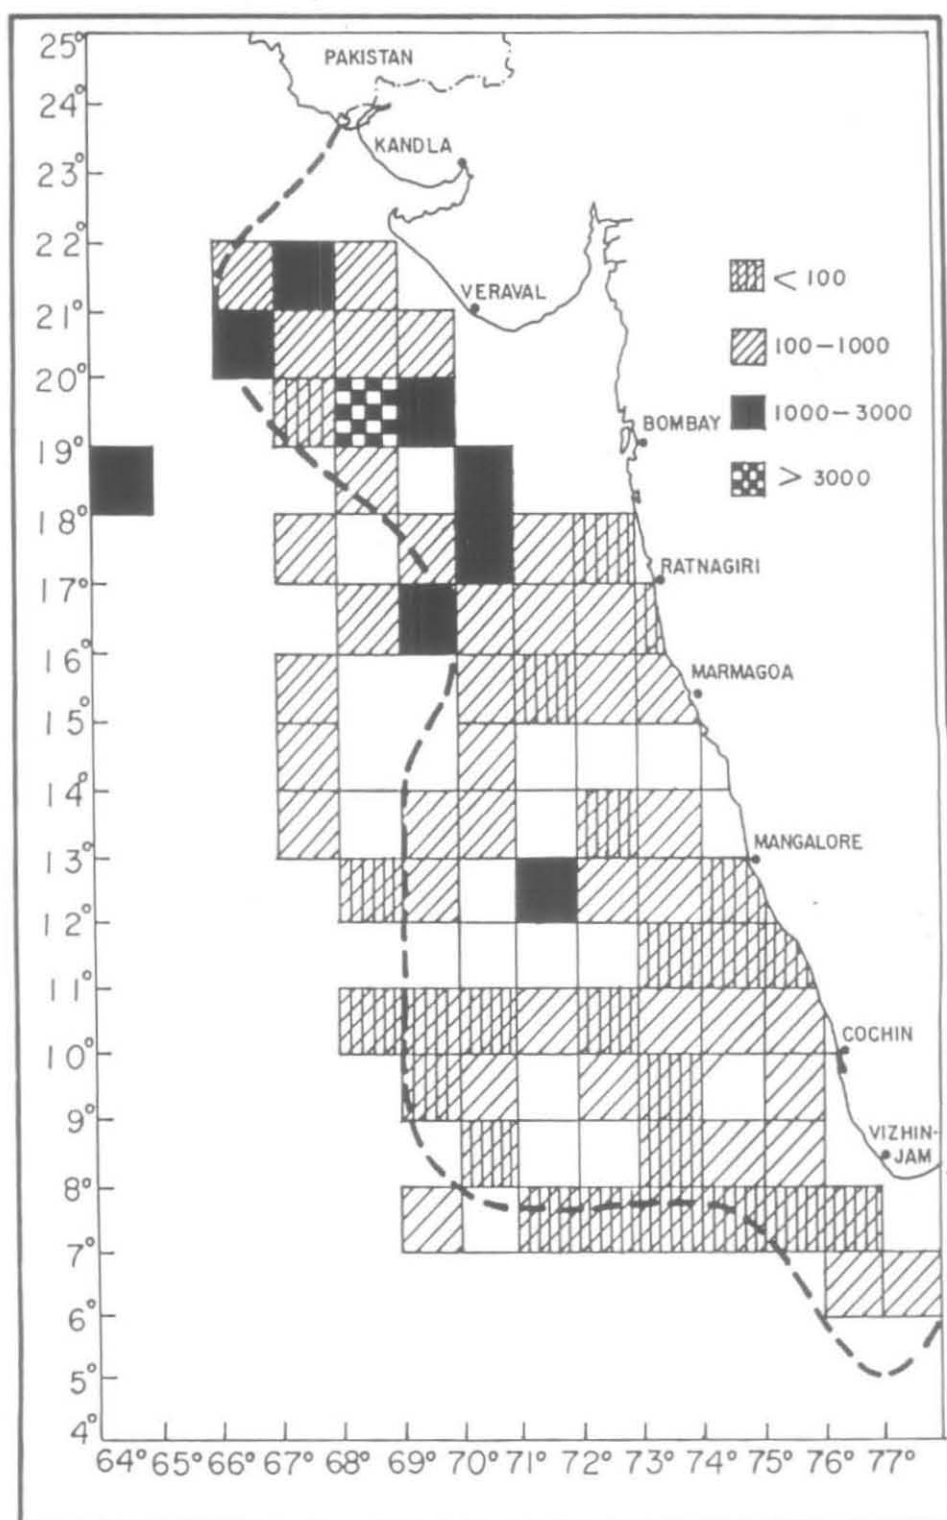 25°
PAKISTAN
24°
KANDLA
23°
22°
< 100
VERAVAL
21°
100-1000
20°
1000-3000
BOMBAY
19°
> 3000
18°
RATNAGIRI
17°
16°
MARMAGOA
15°
14°
MANGALORE
13°
12°
11°
COCHIN
10°
9°
VIZHIN-
JAM
8°
7°
6°
5°
4°
64° 65° 66° 67° 68° 69° 70° 71° 72° 73° 74° 75° 76° 77°